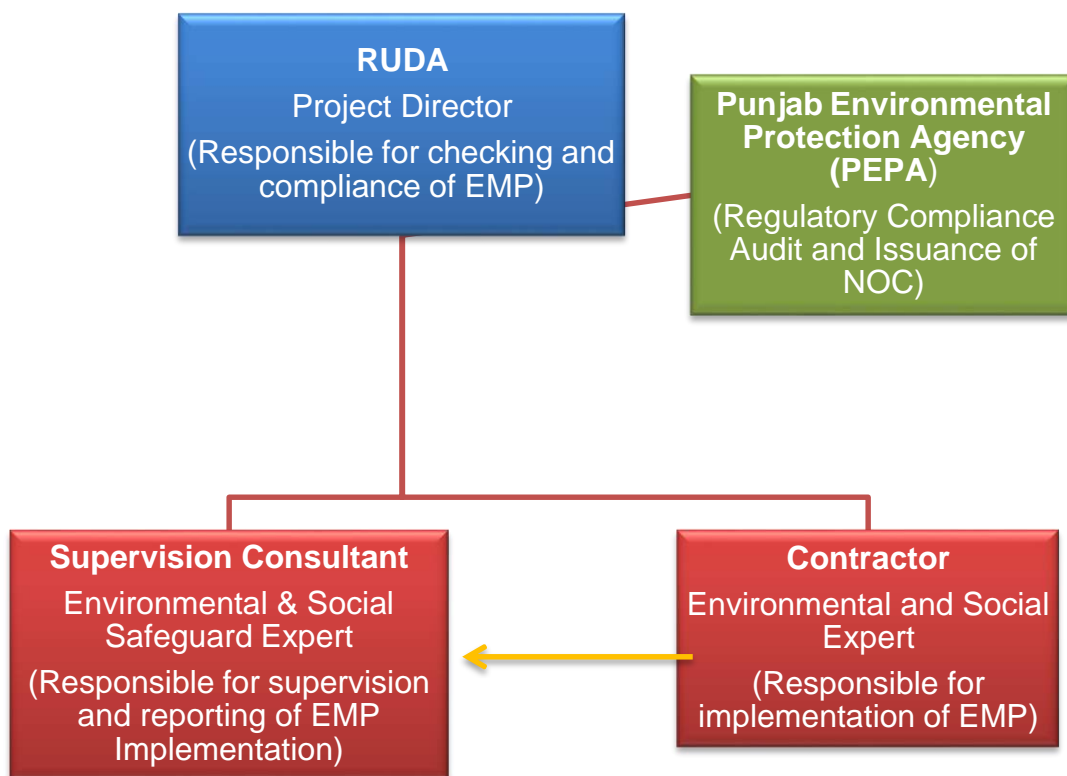 RUDA
Project Director
(Responsible for checking and
compliance of EMP)
Punjab Environmental
Protection Agency
(PEPA)
(Regulatory Compliance
Audit and Issuance of
NOC)
Supervision Consultant
Environmental & Social
Safeguard Expert
(Responsible for supervision
and reporting of EMP
Implementation)
Contractor
Environmental and Social
Expert
(Responsible for
implementation of EMP)